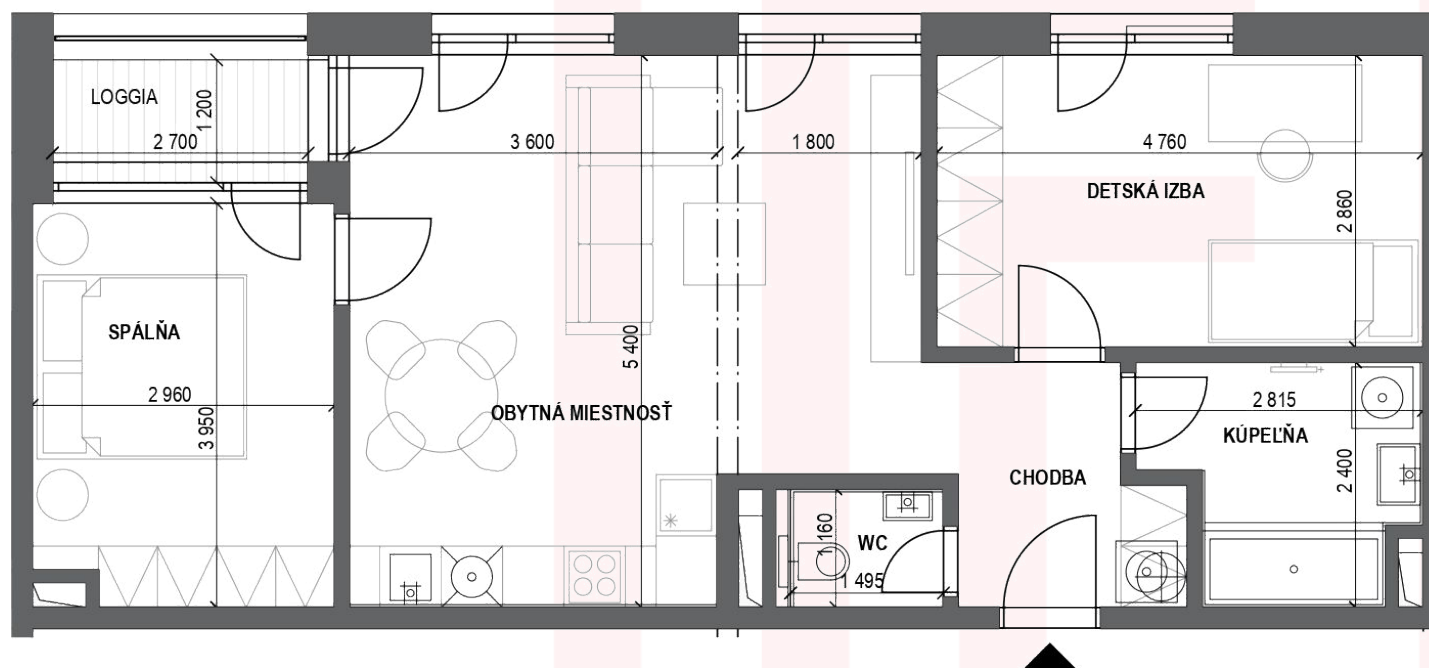 LOGGIA
1 200
2 700
3 600
1 800
4 760
DETSKÁ IZBA
2 860
SPÁLŇA
5 400
2 960
3 950
OBYTNÁ MIESTNOSŤ
2 815
KÚPEĽŇA
CHODBA
2 400
1 160
WC
1 495